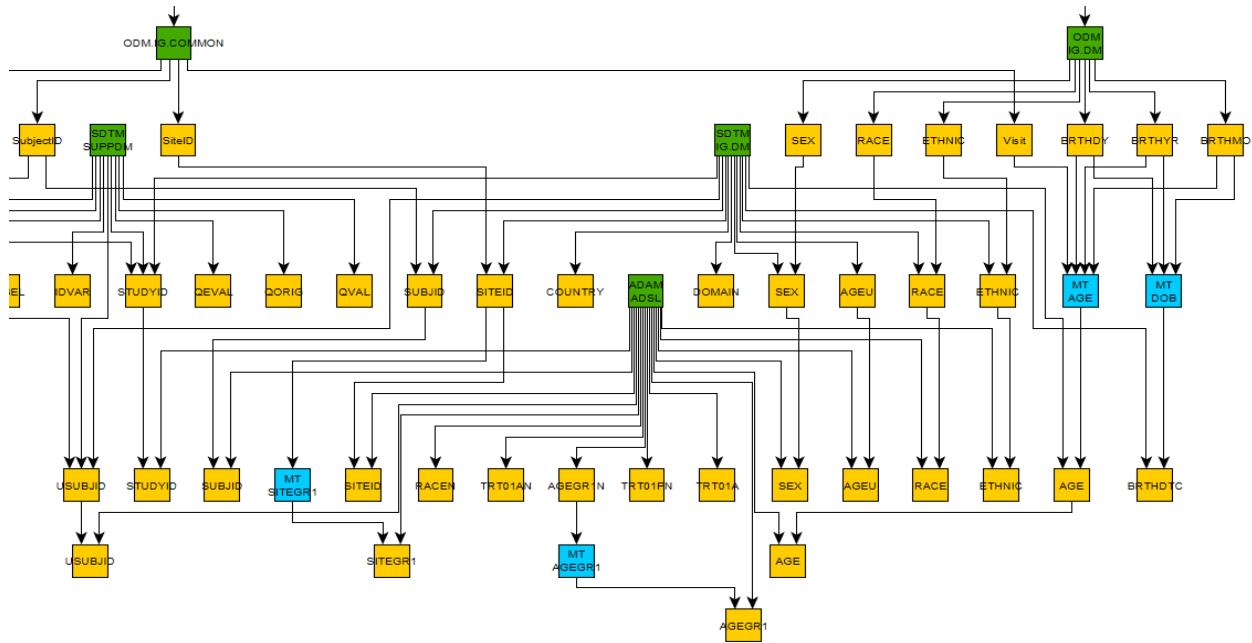 ODM.IG.COMMON
ODM
IG.DM
SubjectID
SDTM
SUPPDM
SiteID
SDTM
IG.DM
SEX
RACE
ETHNIC
Visit
BRTHDY
BRTHYR
BRTHMO
IDVAR
STUDYID
QEVAL
QORIG
QVAL
SUBJID
SITEID
COUNTRY
ADAM
ADSL
DOMAIN
SEX
AGEU
RACE
ETHNIC
MT
AGE
MT
DOB
USUBJID
STUDYID
SUBJID
MT
SITEGR1
SITEID
RACEN
TRT01AN
AGEGR1N
TRT01PN
TRT01A
SEX
AGEU
RACE
ETHNIC
AGE
BRTHDTC
USUBJID
SITEGR1
MT
AGEGR1
AGE
AGEGR1